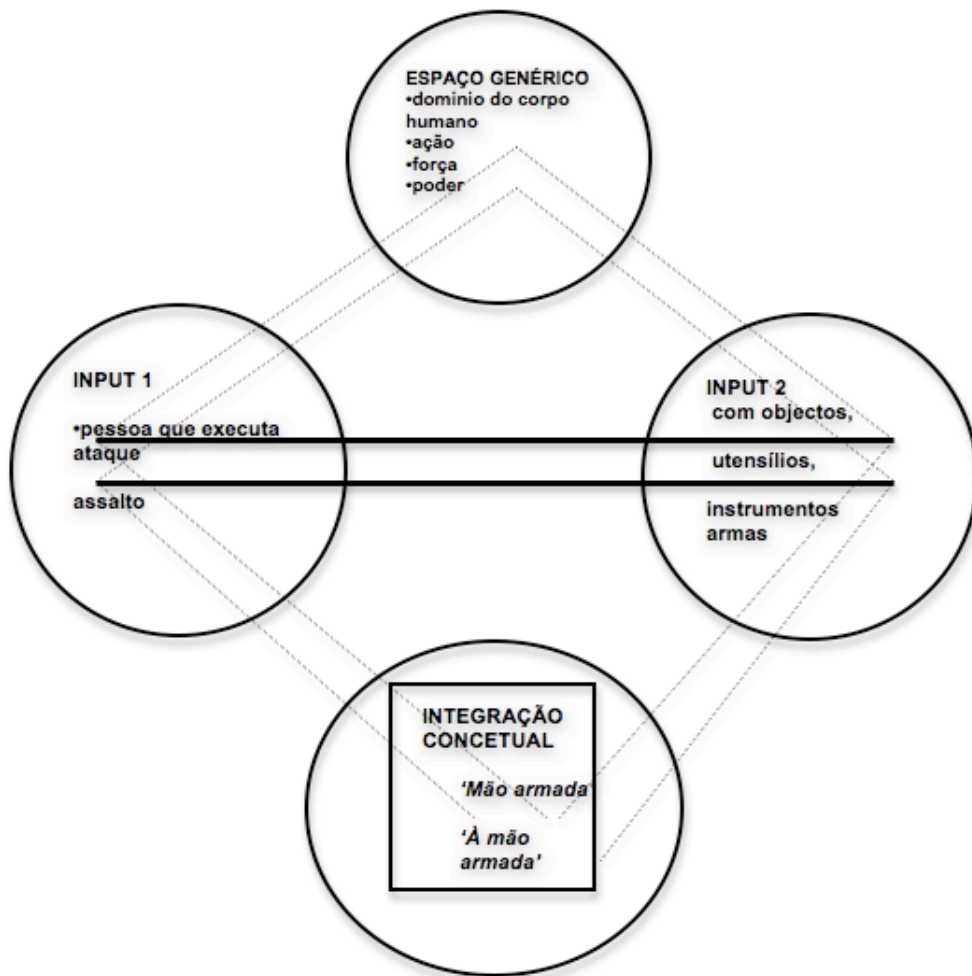 ESPAÇO GENÉRICO
•dominio do corpo
humano
•ação
•força
•poder
INPUT 1
•pessoa que executa
ataque
assalto
INPUT 2
com objectos,
utensílios,
instrumentos
armas
INTEGRAÇÃO
CONCETUAL
‘Mão armada
‘À mão
armada’